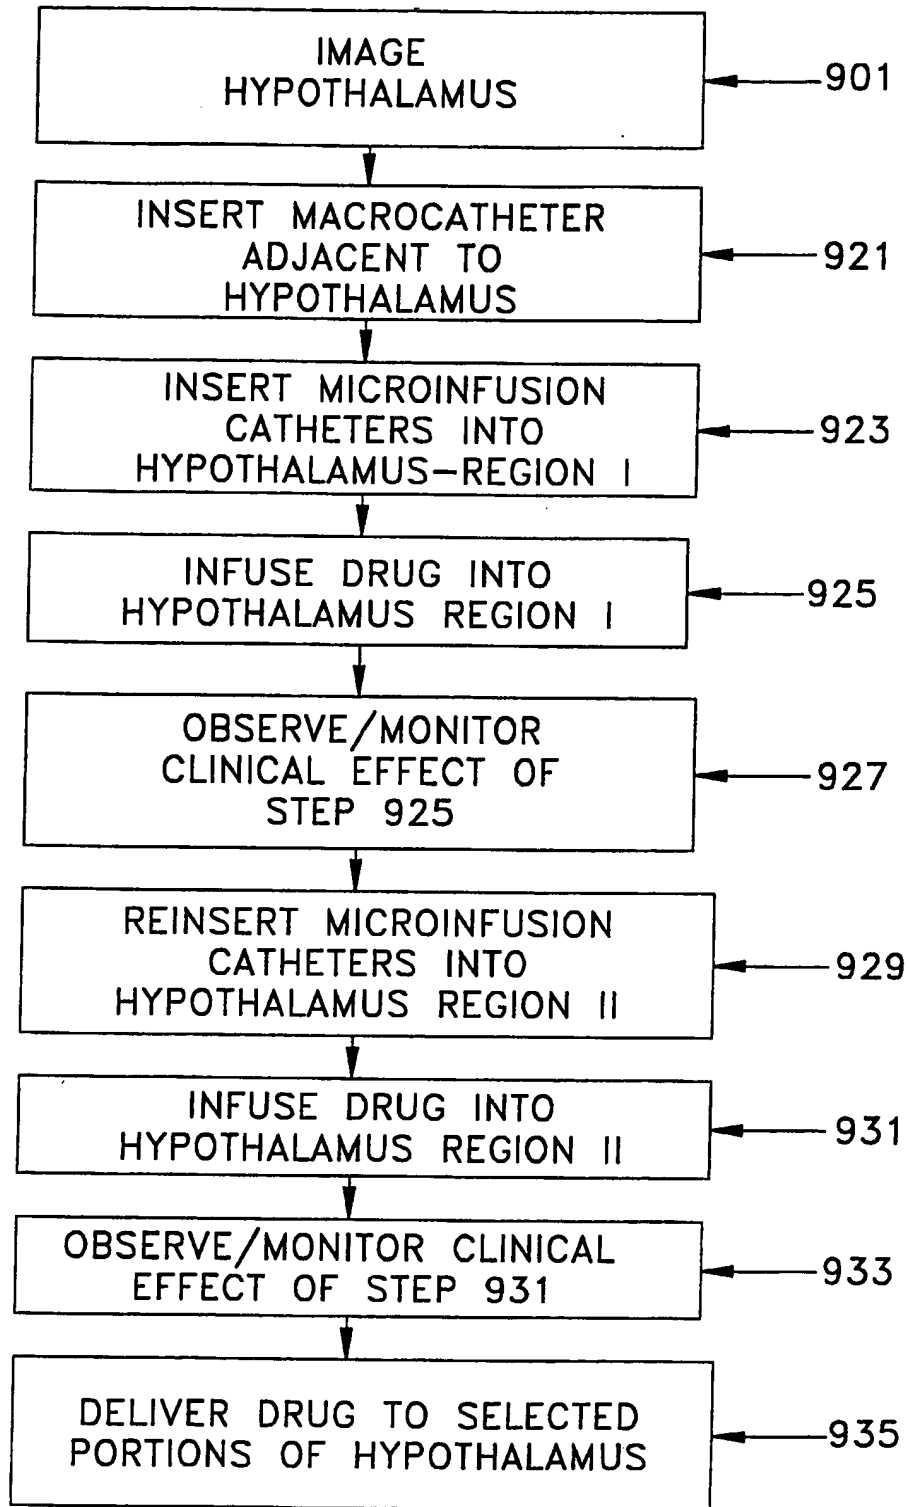 IMAGE
HYPOTHALAMUS
901
INSERT MACROCATHETER
ADJACENT TO
HYPOTHALAMUS
921
INSERT MICROINFUSION
CATHETERS INTO
HYPOTHALAMUS-REGION I
923
INFUSE DRUG INTO
HYPOTHALAMUS REGION I
925
OBSERVE/MONITOR
CLINICAL EFFECT OF
STEP 925
927
REINSERT MICROINFUSION
CATHETERS INTO
HYPOTHALAMUS REGION II
929
INFUSE DRUG INTO
HYPOTHALAMUS REGION II
931
OBSERVE/MONITOR CLINICAL
EFFECT OF STEP 931
933
DELIVER DRUG TO SELECTED
PORTIONS OF HYPOTHALAMUS
935